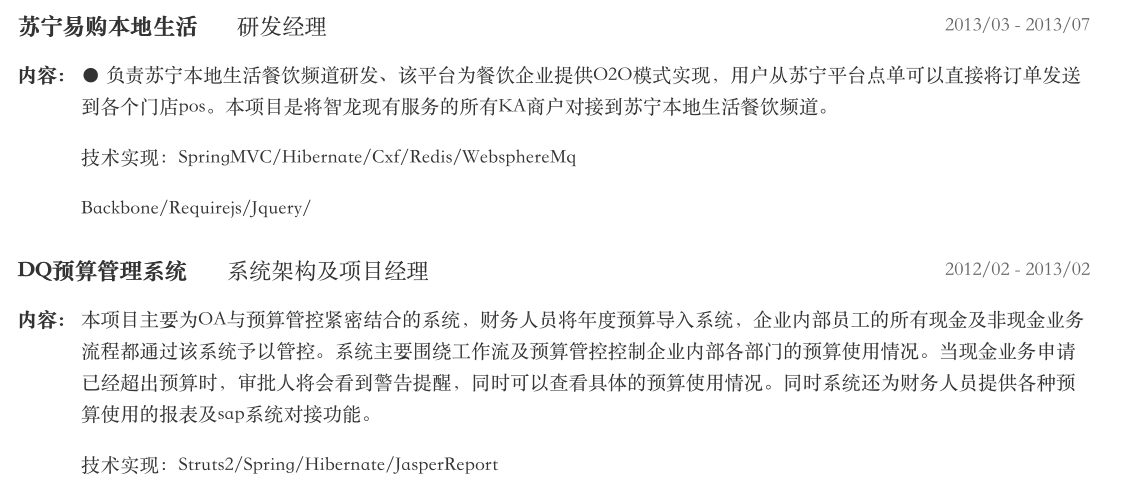 苏宁易购本地生活 研发经理 2013/03 - 2013/07
内容： ● 负责苏宁本地生活餐饮频道研发、该平台为餐饮企业提供O2O模式实现，用户从苏宁平台点单可以直接将订单发送
到各个门店pos。本项目是将智龙现有服务的所有KA商户对接到苏宁本地生活餐饮频道。
技术实现：SpringMVC/Hibernate/Cxf/Redis/WebsphereMq
Backbone/Requirejs/Jquery/
DQ预算管理系统 系统架构及项目经理 2012/02 - 2013/02
内容： 本项目主要为OA与预算管控紧密结合的系统，财务人员将年度预算导入系统，企业内部员工的所有现金及非现金业务
流程都通过该系统予以管控。系统主要围绕工作流及预算管控控制企业内部各部门的预算使用情况。当现金业务申请
已经超出预算时，审批人将会看到警告提醒，同时可以查看具体的预算使用情况。同时系统还为财务人员提供各种预
算使用的报表及sap系统对接功能。
技术实现：Struts2/Spring/Hibernate/JasperReport